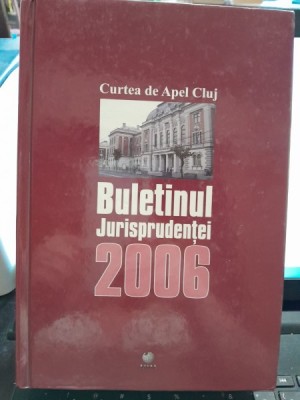 Curtea de Apel Cluj
Buletinul
Jurisprudenței
2006